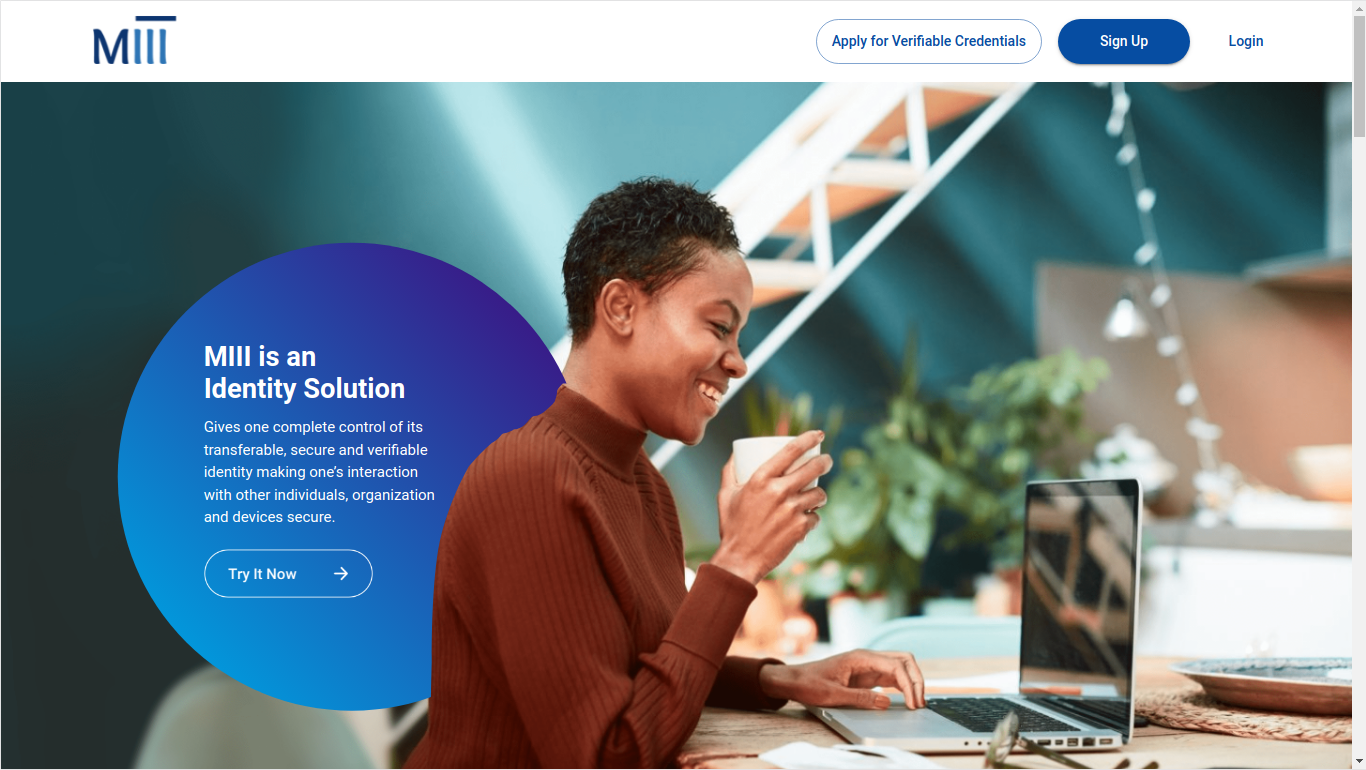 MIII
Apply for Verifiable Credentials
Sign Up
Login
MIII is an
Identity Solution
Gives one complete control of its
transferable, secure and verifiable
identity making one’s interaction
with other individuals, organization
and devices secure.
Try It Now